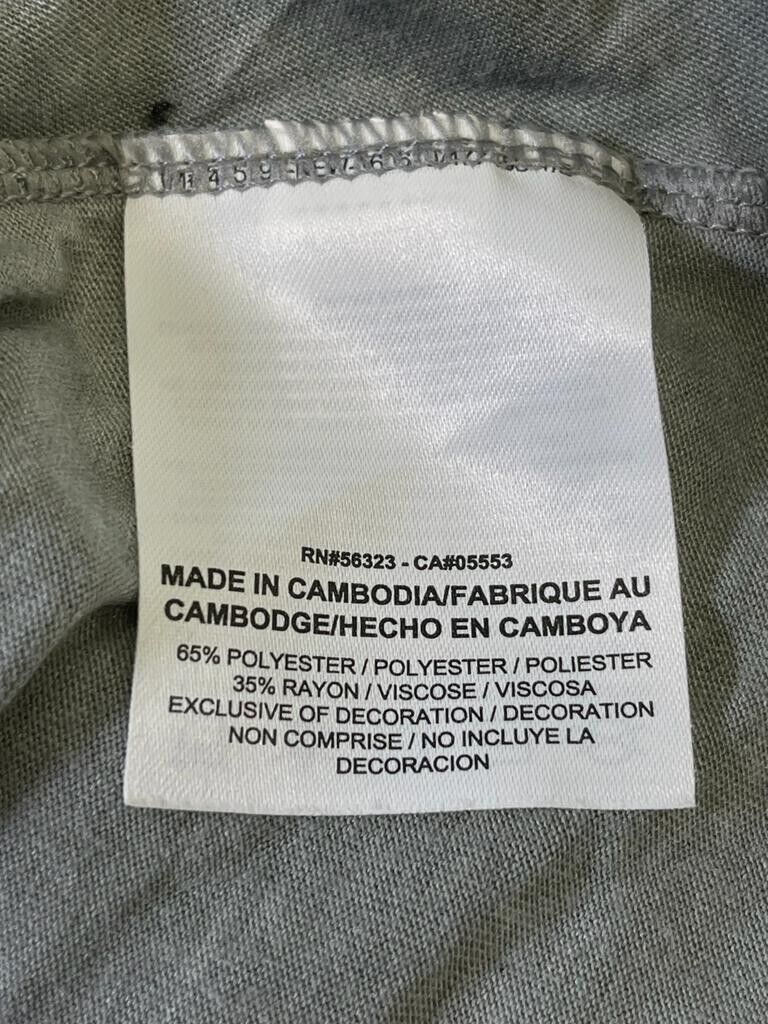 RN#56323 - CA#05553
MADE IN CAMBODIA/FABRIQUE AU
CAMBODGE/HECHO EN CAMBOYA
65% POLYESTER / POLYESTER / POLIESTER
35% RAYON / VISCOSE / VISCOSA
EXCLUSIVE OF DECORATION / DECORATION
NON COMPRISE / NO INCLUYE LA
DECORACION